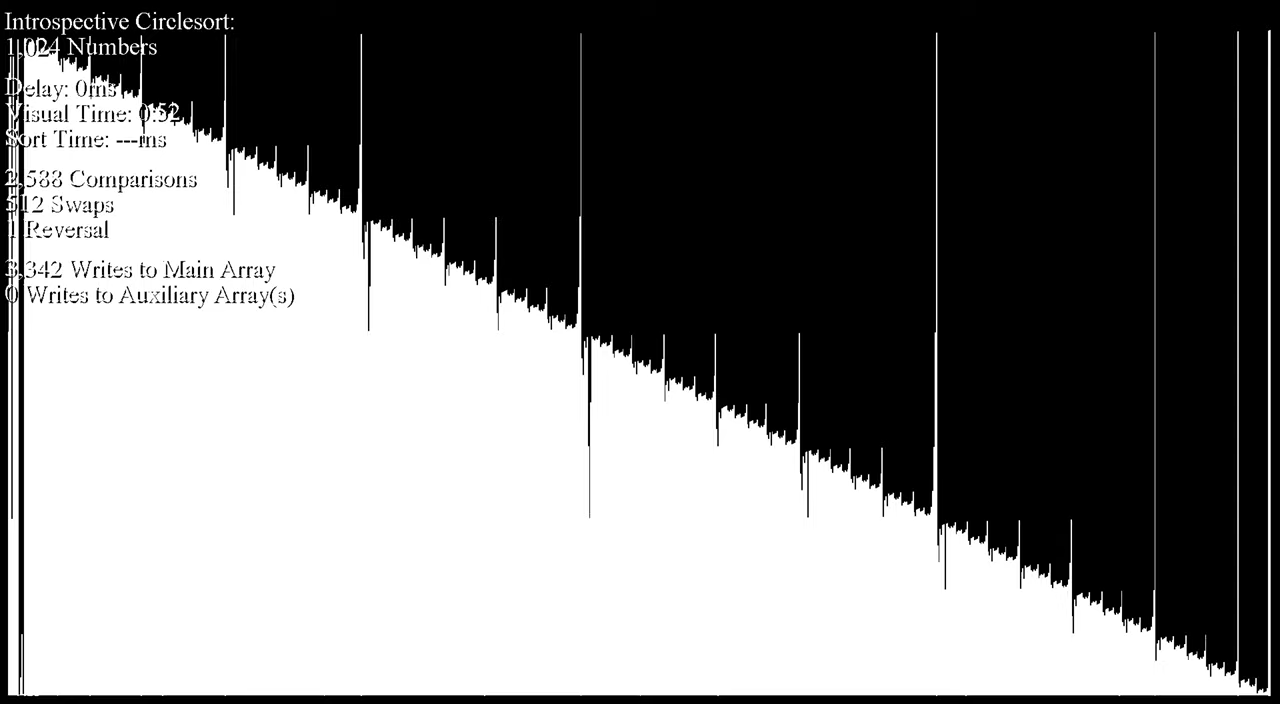 Introspective Circlesort:
1,024 Numbers
Delay: 0ms
Visual Time: 0:52
Sort Time: ---ms
2,588 Comparisons
512 Swaps
1 Reversal
3,342 Writes to Main Array
0 Writes to Auxiliary Array(s)